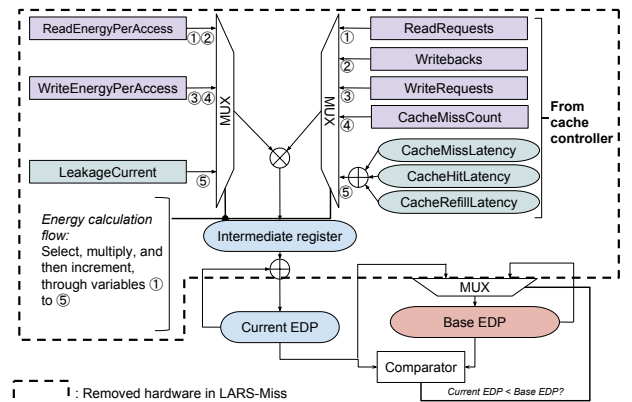 ReadEnergyPerAccess
①②
WriteEnergyPerAccess
③④
LeakageCurrent
⑤
MUX
MUX
①
ReadRequests
②
Writebacks
③
WriteRequests
④
CacheMissCount
⑤
CacheMissLatency
CacheHitLatency
CacheRefillLatency
From
cache
controller
Energy calculation
flow:
Select, multiply, and
then increment,
through variables ①
to ⑤
Intermediate register
Current EDP
MUX
Base EDP
Comparator
Current EDP < Base EDP?
: Removed hardware in LARS-Miss